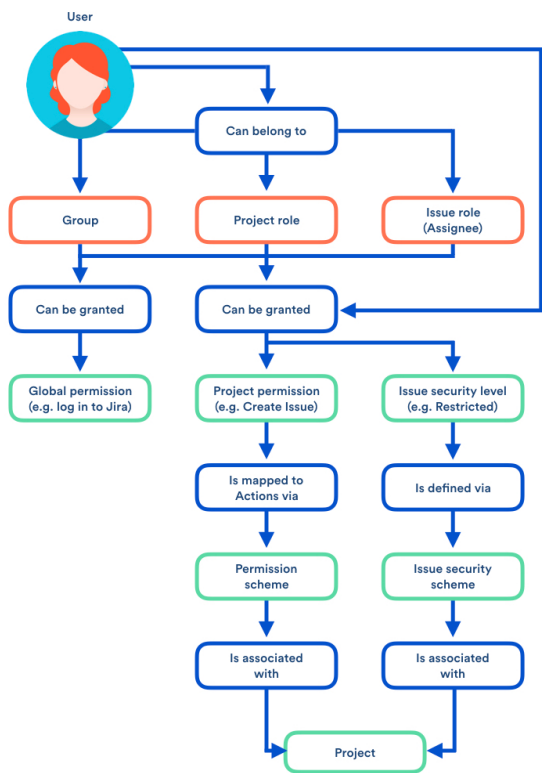 User
Can belong to
Group
Project role
Issue role
(Assignee)
Can be granted
Can be granted
Global permission
(e.g. log in to Jira)
Project permission
(e.g. Create Issue)
Issue security level
(e.g. Restricted)
Is mapped to
Actions via
Is defined via
Permission
scheme
Issue security
scheme
Is associated
with
Is associated
with
Project